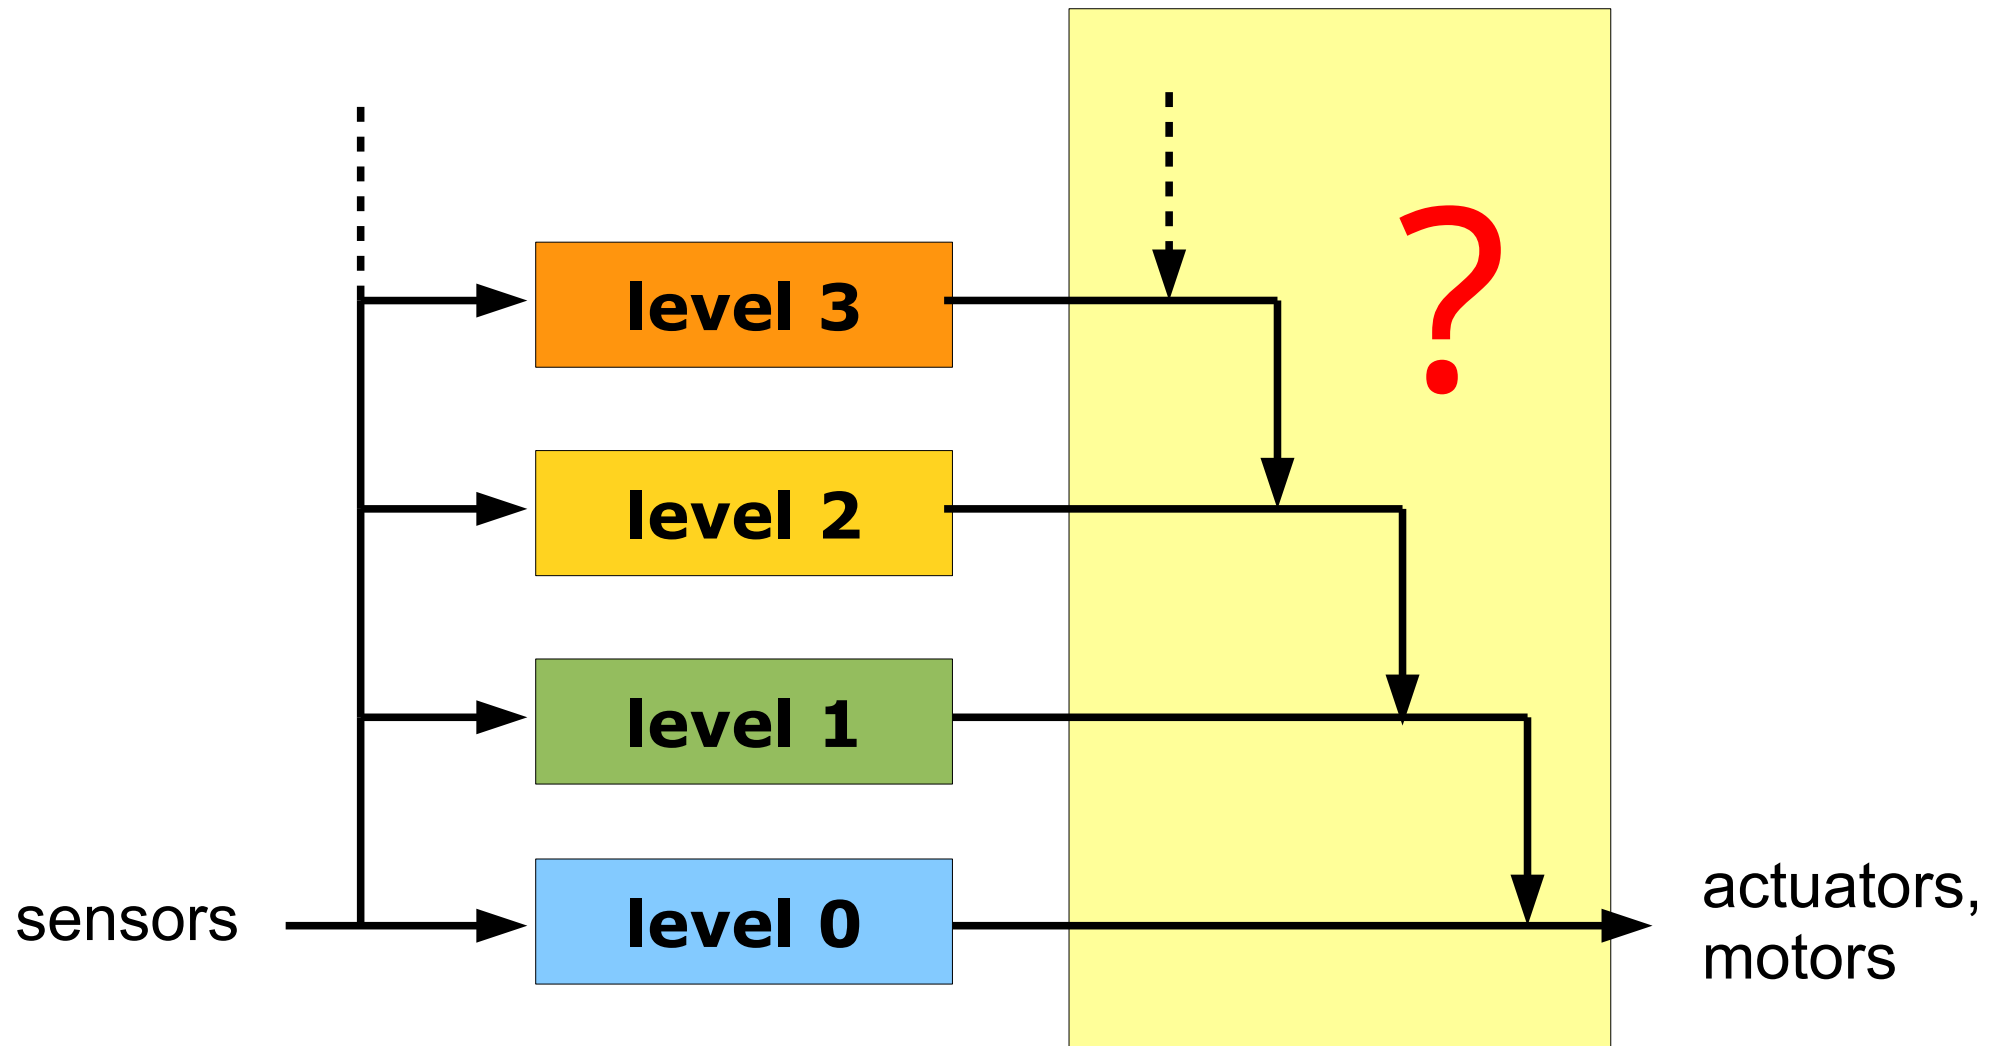 ?
level 3
level 2
level 1
sensors
level 0
actuators,
motors